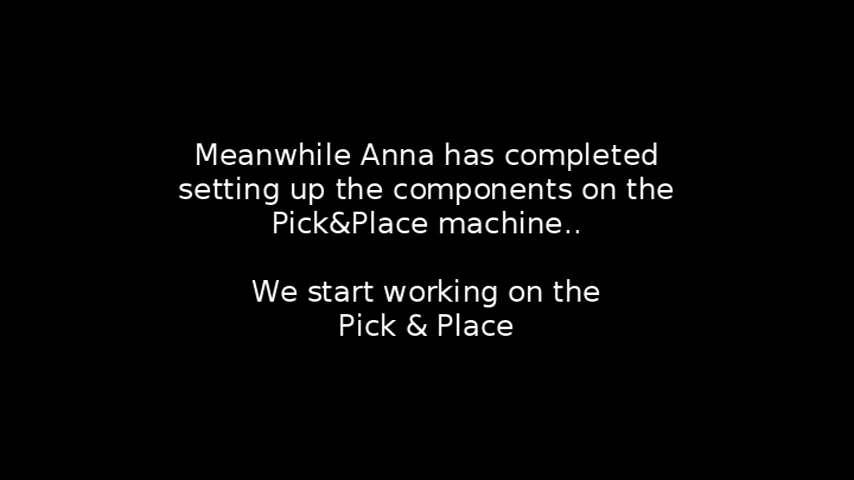 Meanwhile Anna has completed
setting up the components on the
Pick&Place machine..
We start working on the
Pick & Place